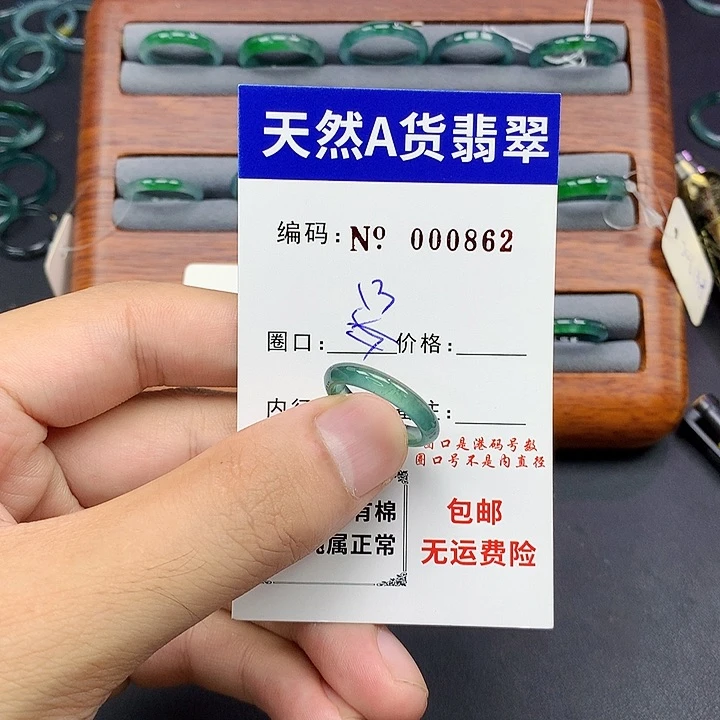 天然A货翡翠
编码：Nº 000862
13
圈口：
价格：
内径
注：
圈口是港码号数
圈口号不是内直径
有棉
属正常
包邮
无运费险